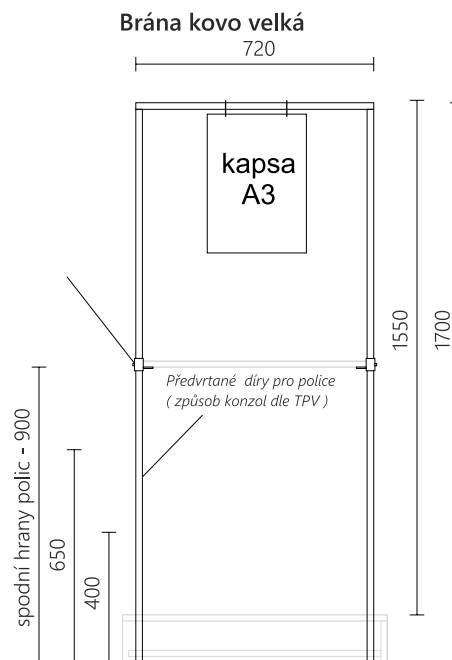 Brána kovo velká
720
kapsa
A3
1550
1700
Předvrtané díry pro police
( způsob konzol dle TPV )
spodní hrany polic - 900
650
400